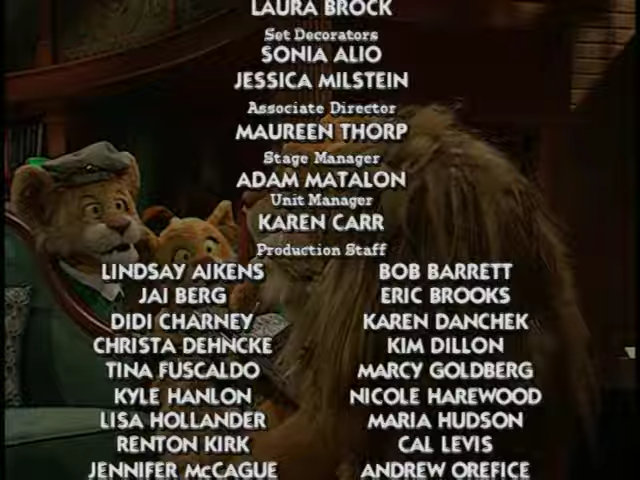 LAURA BROCK
Set Decorators
SONIA ALIO
JESSICA MILSTEIN
Associate Director
MAUREEN THORP
Stage Manager
ADAM MATALON
Unit Manager
KAREN CARR
Production Staff
LINDSAY AIKENS BOB BARRETT
JAI BERG ERIC BROOKS
DIDI CHARNEY KAREN DANCHEK
CHRISTA DEHNCKE KIM DILLON
TINA FUSCALDO MARCY GOLDBERG
KYLE HANLON NICOLE HAREWOOD
LISA HOLLANDER MARIA HUDSON
RENTON KIRK CAL LEVIS
JENNIFER McCAGUE ANDREW OREFICE